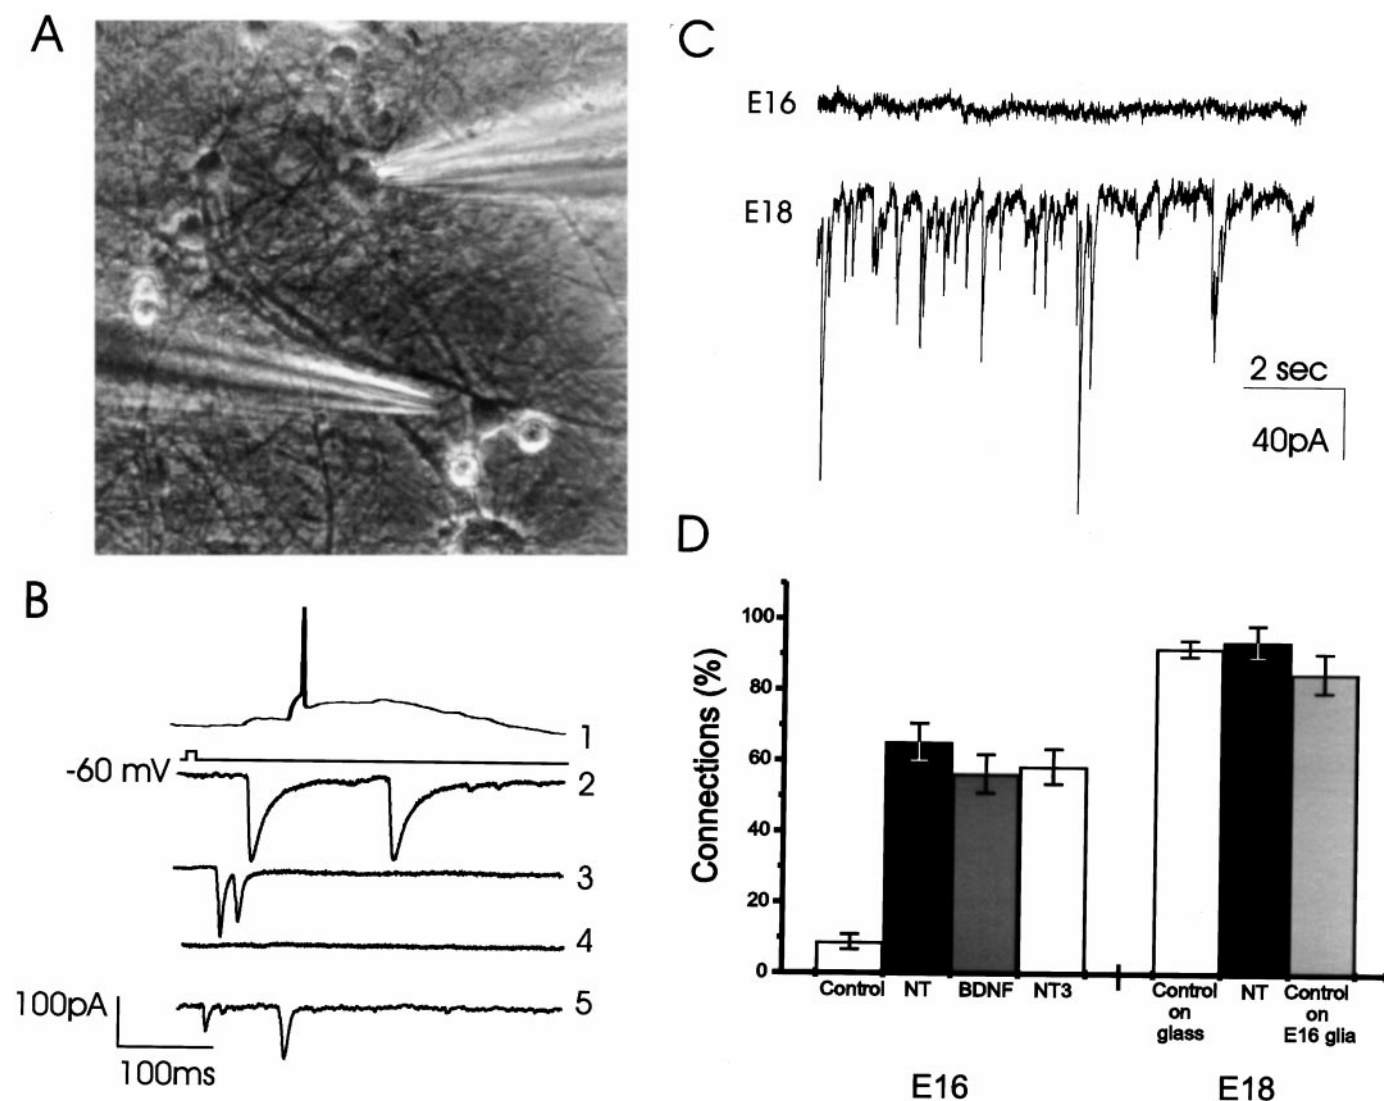 A
B
1
-60 mV
2
3
4
100pA
5
100ms
C
E16
E18
2 sec
40pA
D
Connections (%)
100
80
60
40
20
0
Control NT BDNF NT3
Control on glass
NT
Control on E16 glia
E16 E18